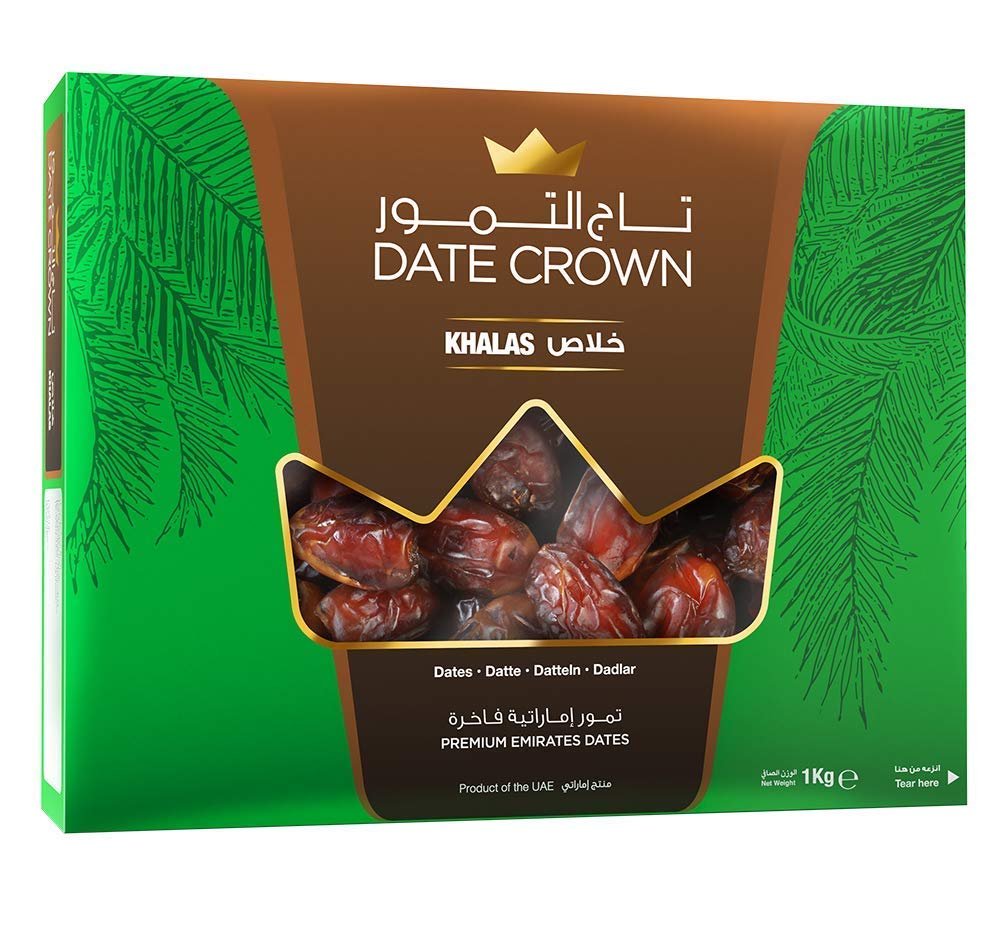 تاج التمور
DATE CROWN
KHALAS خلاص
Dates • Datte • Datteln • Dadlar
تمور إماراتية فاخرة
PREMIUM EMIRATES DATES
Product of the UAE منتج إماراتي
الوزن الصافي
Net Weight
1Kg ℮
انزعه من هنا
Tear here